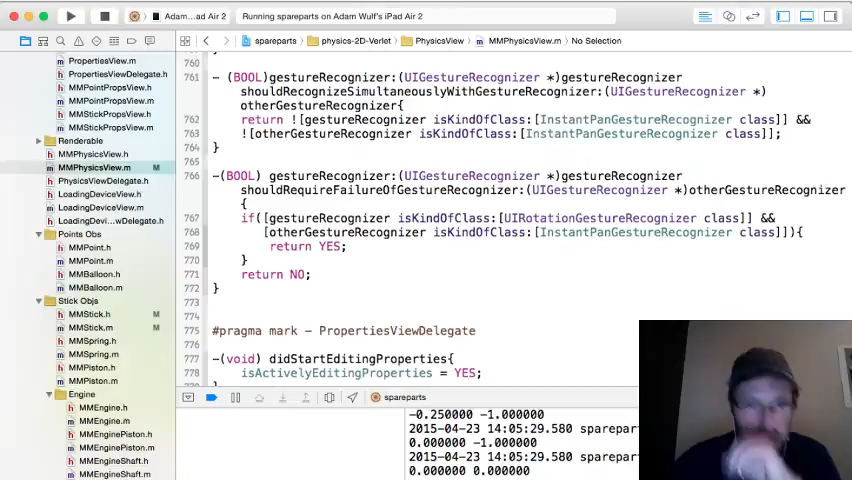 Adam...ad Air 2
Running spareparts on Adam Wulf's iPad Air 2
spareparts
physics-2D-Verlet
PhysicsView
MMPhysicsView.m
No Selection
PropertiesView.m
PropertiesViewDelegate.h
MMPointPropsView.h
MMPointPropsView.m
MMStickPropsView.h
MMStickPropsView.m
Renderable
MMPhysicsView.h
MMPhysicsView.m M
PhysicsViewDelegate.h
LoadingDeviceView.h
LoadingDeviceView.m
LoadingDevi...wDelegate.h
Points Obs
MMPoint.h
MMPoint.m
MMBalloon.h
MMBalloon.m
Stick Objs
MMStick.h M
MMStick.m M
MMSpring.h
MMSpring.m
MMPiston.h
MMPiston.m
Engine
MMEngine.h
MMEngine.m
MMEnginePiston.h
MMEnginePiston.m
MMEngineShaft.h
MMEngineShaft.m
760
761 - (BOOL)gestureRecognizer:(UIGestureRecognizer *)gestureRecognizer
shouldRecognizeSimultaneouslyWithGestureRecognizer:(UIGestureRecognizer *)
otherGestureRecognizer{
762 return ![gestureRecognizer isKindOfClass:[InstantPanGestureRecognizer class]] &&
763 ![otherGestureRecognizer isKindOfClass:[InstantPanGestureRecognizer class]];
764 }
765
766 -(BOOL) gestureRecognizer:(UIGestureRecognizer *)gestureRecognizer
shouldRequireFailureOfGestureRecognizer:(UIGestureRecognizer *)otherGestureRecognizer
{
767 if([gestureRecognizer isKindOfClass:[UIRotationGestureRecognizer class]] &&
768 [otherGestureRecognizer isKindOfClass:[InstantPanGestureRecognizer class]]){
769 return YES;
770 }
771 return NO;
772 }
773
774
775 #pragma mark - PropertiesViewDelegate
776
777 -(void) didStartEditingProperties{
778 isActivelyEditingProperties = YES;
spareparts
-0.250000 -1.000000
2015-04-23 14:05:29.580 sparepar
0.000000 -1.000000
2015-04-23 14:05:29.580 sparepar
0.000000 0.000000